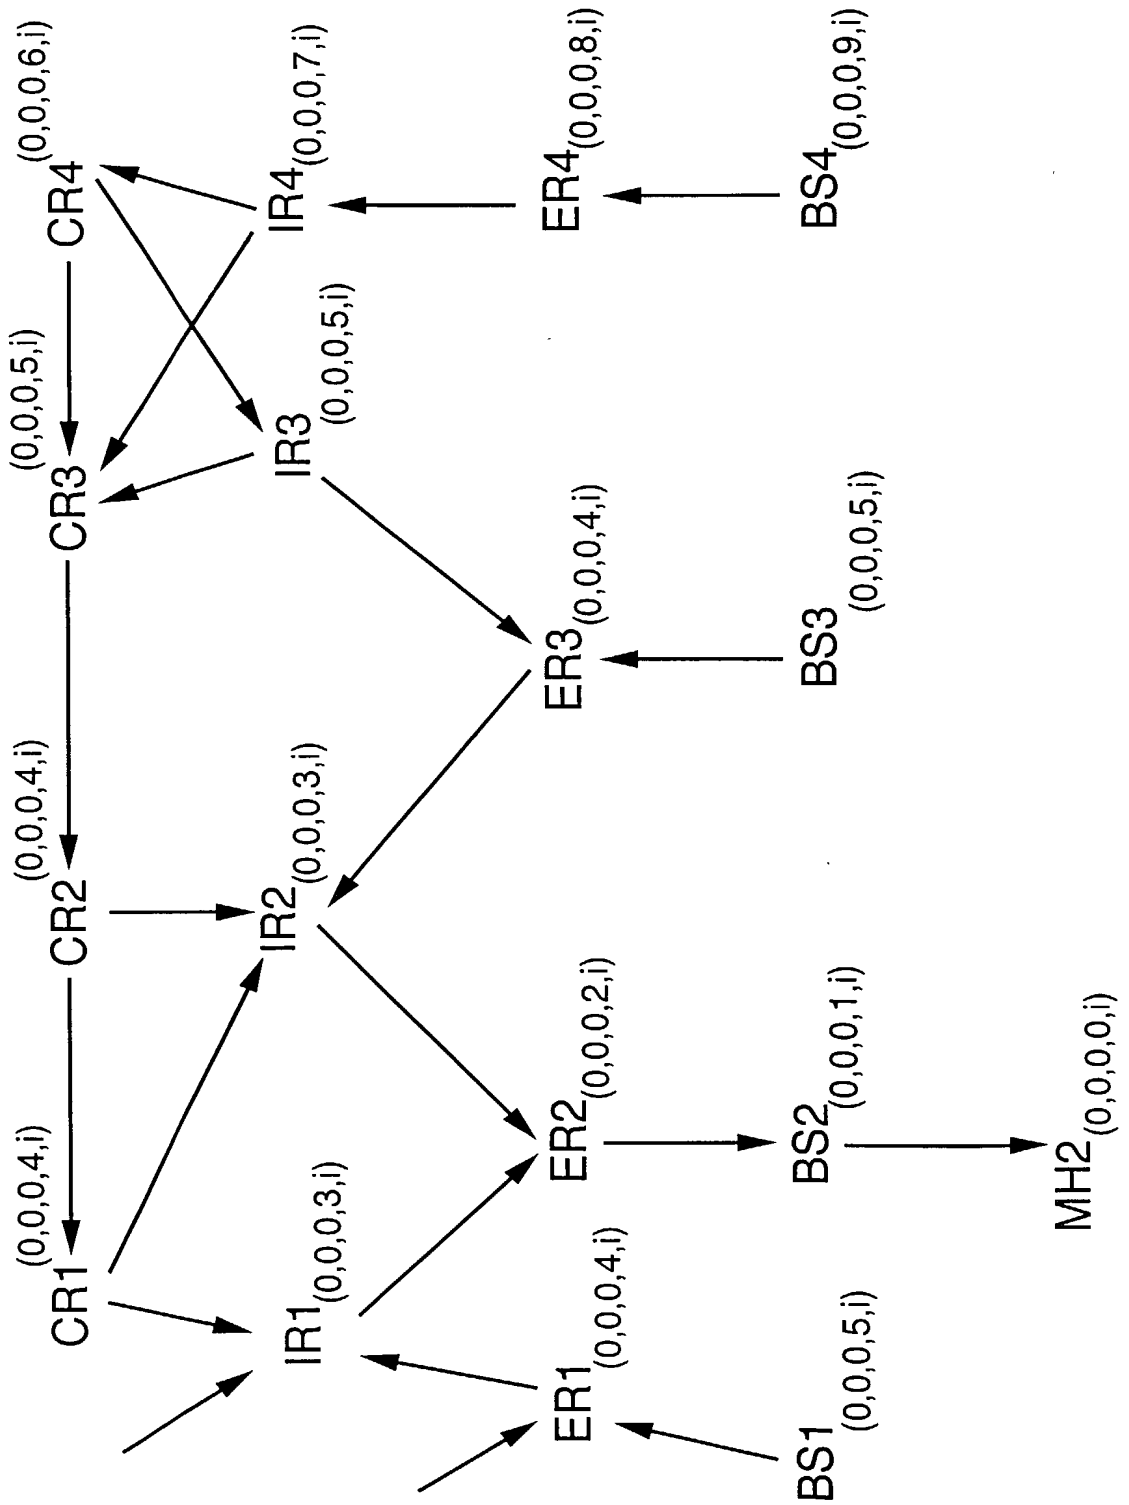 CR1 (0,0,0,4,i)
CR2 (0,0,0,4,i)
CR3 (0,0,0,5,i)
CR4 (0,0,0,6,i)
IR1 (0,0,0,3,i)
IR2 (0,0,0,3,i)
IR3 (0,0,0,5,i)
IR4 (0,0,0,7,i)
ER1 (0,0,0,4,i)
ER2 (0,0,0,2,i)
ER3 (0,0,0,4,i)
ER4 (0,0,0,8,i)
BS1 (0,0,0,5,i)
BS2 (0,0,0,1,i)
BS3 (0,0,0,5,i)
BS4 (0,0,0,9,i)
MH2 (0,0,0,0,i)